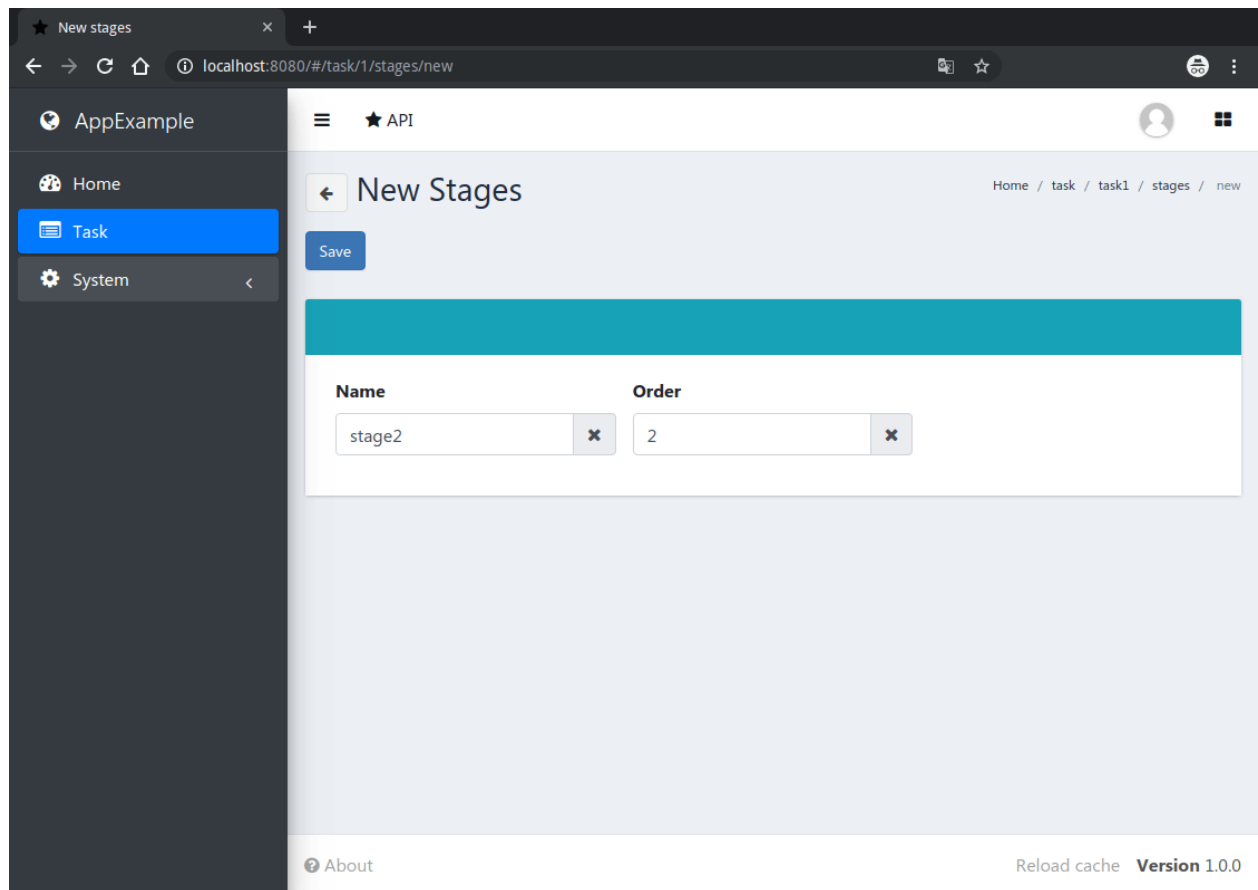 New stages
localhost:8080/#/task/1/stages/new
AppExample
API
Home
Task
System
New Stages
Home / task / task1 / stages / new
Save
Name Order
stage2 2
About
Reload cache Version 1.0.0